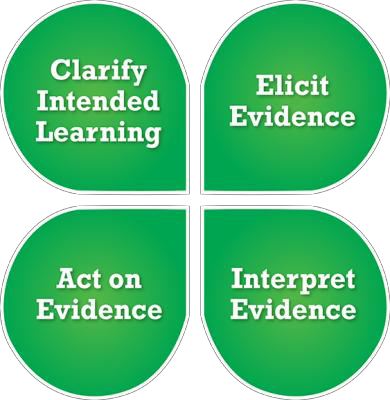 Clarify
Intended
Learning
Elicit
Evidence
Act on
Evidence
Interpret
Evidence